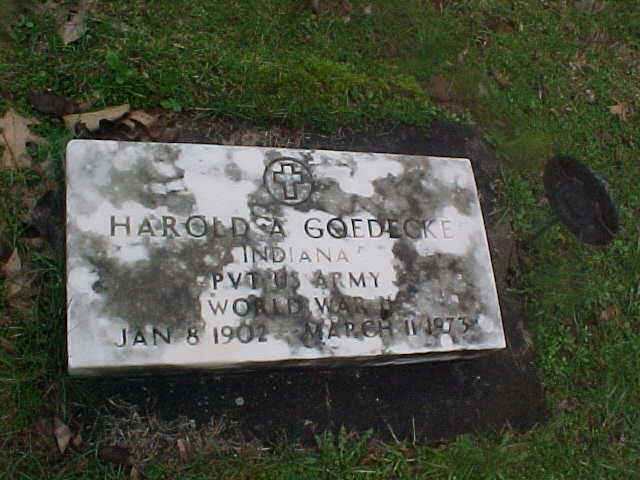 HAROLD A GOEDECKE
INDIANA
PVT US ARMY
WORLD WAR II
JAN 8 1902 MARCH 11 1973